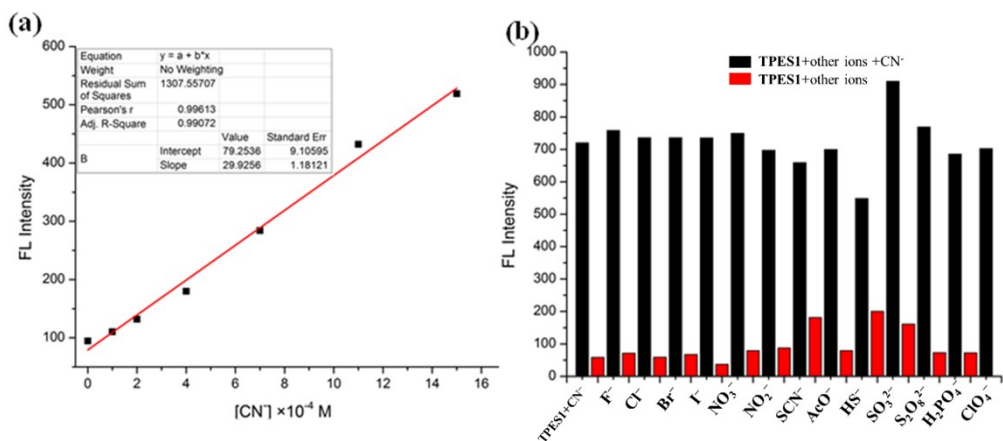 (a)
600
500
400
300
200
100
FL Intensity
Equation y = a + b*x
Weight No Weighting
Residual Sum of Squares 1307.55707
Pearson's r 0.99613
Adj. R-Square 0.99072
Value Standard Err
B Intercept 79.2536 9.10595
Slope 29.9256 1.18121
0 2 4 6 8 10 12 14 16
[CN⁻] ×10⁻⁴ M
(b)
1000
900
800
700
600
500
400
300
200
100
0
FL Intensity
TPES1+other ions +CN⁻
TPES1+other ions
TPES1+CN⁻ F⁻ Cl⁻ Br⁻ I⁻ NO₃⁻ NO₂⁻ SCN⁻ AcO⁻ HS⁻ SO₃²⁻ S₂O₈²⁻ H₂PO₄⁻ ClO₄⁻